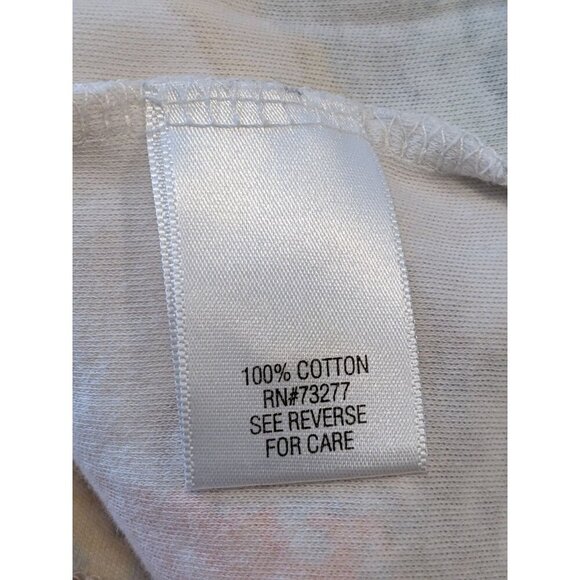 100% COTTON
RN#73277
SEE REVERSE
FOR CARE